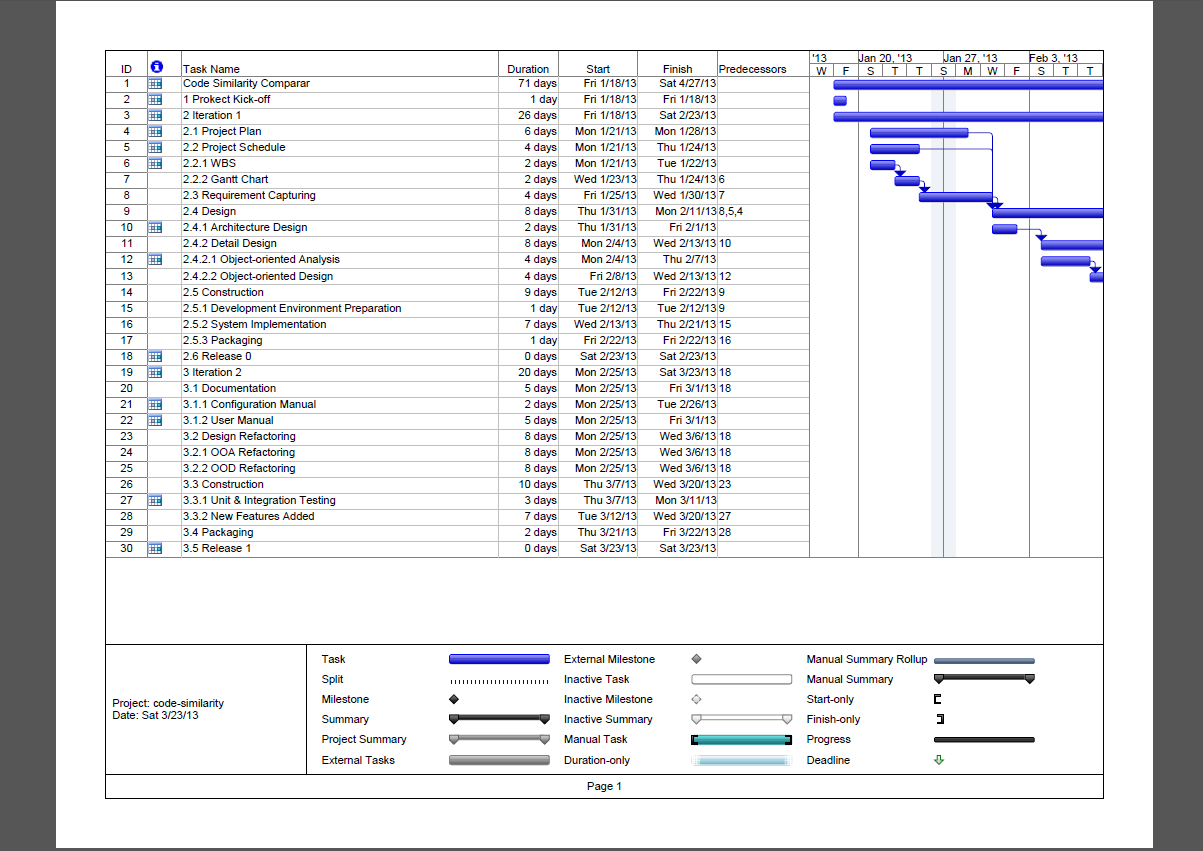 '13 Jan 20, '13 Jan 27, '13 Feb 3, '13
ID Task Name Duration Start Finish Predecessors W F S T T S M W F S T T
1 Code Similarity Comparar 71 days Fri 1/18/13 Sat 4/27/13
2 1 Prokect Kick-off 1 day Fri 1/18/13 Fri 1/18/13
3 2 Iteration 1 26 days Fri 1/18/13 Sat 2/23/13
4 2.1 Project Plan 6 days Mon 1/21/13 Mon 1/28/13
5 2.2 Project Schedule 4 days Mon 1/21/13 Thu 1/24/13
6 2.2.1 WBS 2 days Mon 1/21/13 Tue 1/22/13
7 2.2.2 Gantt Chart 2 days Wed 1/23/13 Thu 1/24/13 6
8 2.3 Requirement Capturing 4 days Fri 1/25/13 Wed 1/30/13 7
9 2.4 Design 8 days Thu 1/31/13 Mon 2/11/13 8,5,4
10 2.4.1 Architecture Design 2 days Thu 1/31/13 Fri 2/1/13
11 2.4.2 Detail Design 8 days Mon 2/4/13 Wed 2/13/13 10
12 2.4.2.1 Object-oriented Analysis 4 days Mon 2/4/13 Thu 2/7/13
13 2.4.2.2 Object-oriented Design 4 days Fri 2/8/13 Wed 2/13/13 12
14 2.5 Construction 9 days Tue 2/12/13 Fri 2/22/13 9
15 2.5.1 Development Environment Preparation 1 day Tue 2/12/13 Tue 2/12/13 9
16 2.5.2 System Implementation 7 days Wed 2/13/13 Thu 2/21/13 15
17 2.5.3 Packaging 1 day Fri 2/22/13 Fri 2/22/13 16
18 2.6 Release 0 0 days Sat 2/23/13 Sat 2/23/13
19 3 Iteration 2 20 days Mon 2/25/13 Sat 3/23/13 18
20 3.1 Documentation 5 days Mon 2/25/13 Fri 3/1/13 18
21 3.1.1 Configuration Manual 2 days Mon 2/25/13 Tue 2/26/13
22 3.1.2 User Manual 5 days Mon 2/25/13 Fri 3/1/13
23 3.2 Design Refactoring 8 days Mon 2/25/13 Wed 3/6/13 18
24 3.2.1 OOA Refactoring 8 days Mon 2/25/13 Wed 3/6/13 18
25 3.2.2 OOD Refactoring 8 days Mon 2/25/13 Wed 3/6/13 18
26 3.3 Construction 10 days Thu 3/7/13 Wed 3/20/13 23
27 3.3.1 Unit & Integration Testing 3 days Thu 3/7/13 Mon 3/11/13
28 3.3.2 New Features Added 7 days Tue 3/12/13 Wed 3/20/13 27
29 3.4 Packaging 2 days Thu 3/21/13 Fri 3/22/13 28
30 3.5 Release 1 0 days Sat 3/23/13 Sat 3/23/13
Project: code-similarity
Date: Sat 3/23/13
Task External Milestone Manual Summary Rollup
Split Inactive Task Manual Summary
Milestone Inactive Milestone Start-only
Summary Inactive Summary Finish-only
Project Summary Manual Task Progress
External Tasks Duration-only Deadline
Page 1